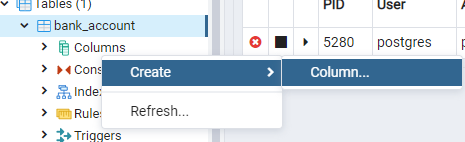 Tables (1)
PID
User
bank_account
Columns
5280
postgres
Cons
Create
Column...
Index
Rules
Refresh...
Triggers